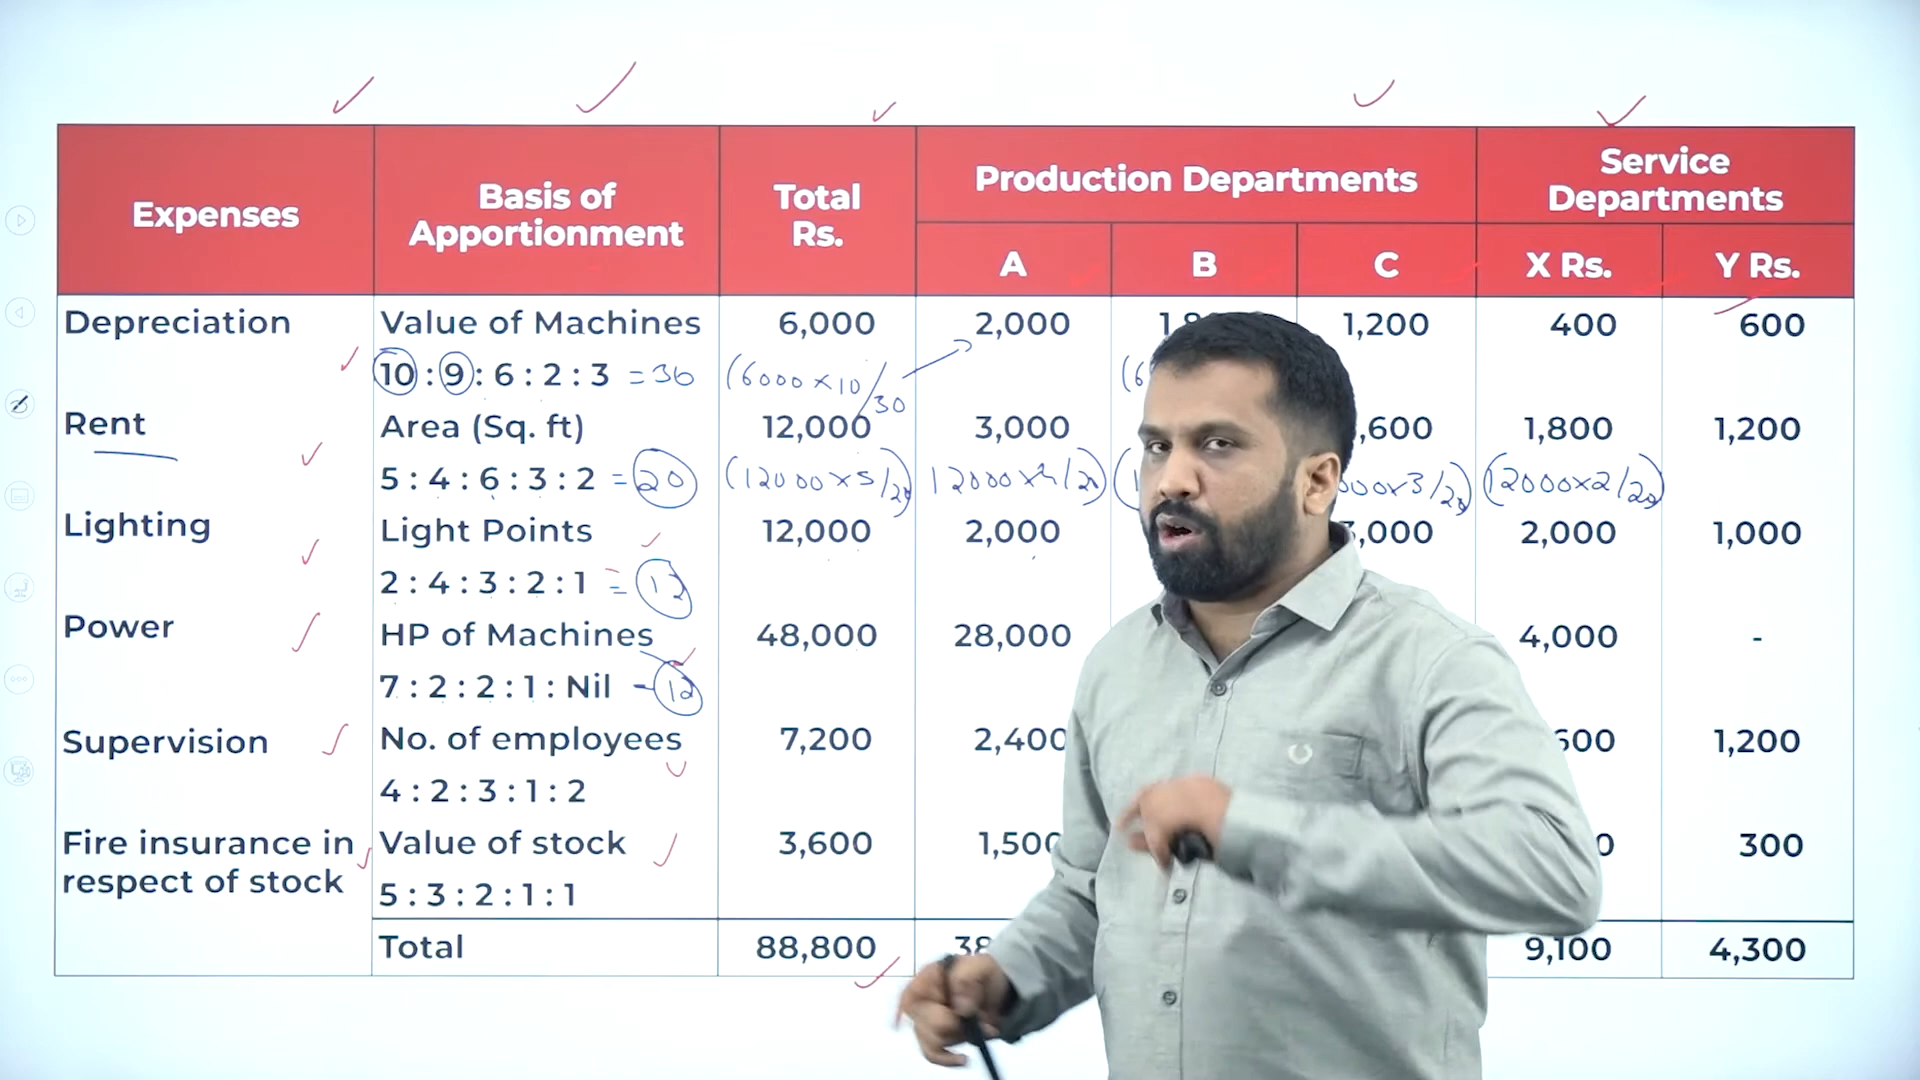 Expenses
Basis of Apportionment
Total Rs.
Production Departments
Service Departments
A B C X Rs. Y Rs.
Depreciation Value of Machines 6,000 2,000 1,200 400 600
10 : 9 : 6 : 2 : 3 = 30 (6000 × 10/30
Rent Area (Sq. ft) 12,000 3,000 1,800 1,200
5 : 4 : 6 : 3 : 2 = 20 (12000×5/20) 12000×4/20) (12000×2/20)
Lighting Light Points 12,000 2,000 2,000 1,000
2 : 4 : 3 : 2 : 1 = 12
Power HP of Machines 48,000 28,000 4,000 -
7 : 2 : 2 : 1 : Nil - 12
Supervision No. of employees 7,200 2,400 1,200
4 : 2 : 3 : 1 : 2
Fire insurance in respect of stock Value of stock 3,600 300
5 : 3 : 2 : 1 : 1
Total 88,800 9,100 4,300